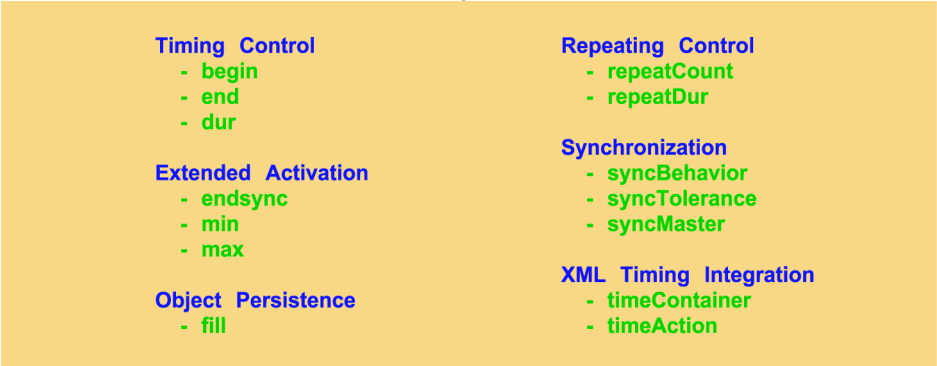 Timing Control
- begin
- end
- dur
Extended Activation
- endsync
- min
- max
Object Persistence
- fill
Repeating Control
- repeatCount
- repeatDur
Synchronization
- syncBehavior
- syncTolerance
- syncMaster
XML Timing Integration
- timeContainer
- timeAction